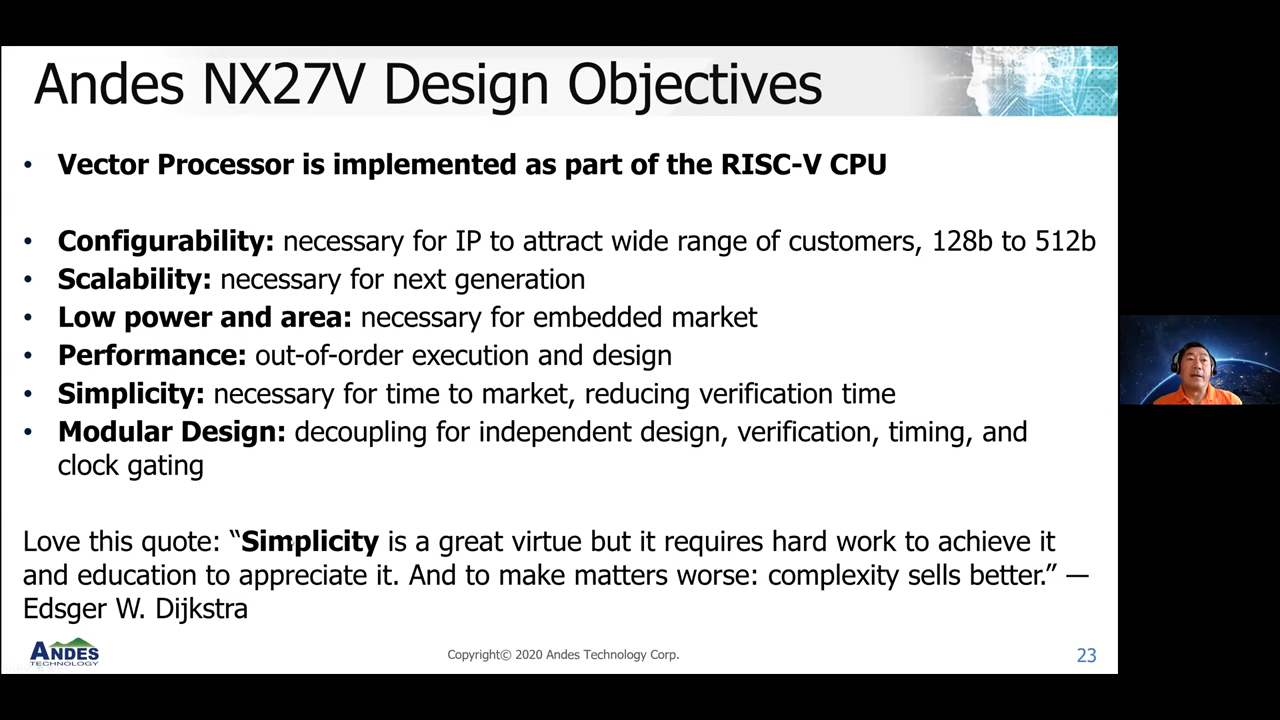 Andes NX27V Design Objectives
• Vector Processor is implemented as part of the RISC-V CPU
• Configurability: necessary for IP to attract wide range of customers, 128b to 512b
• Scalability: necessary for next generation
• Low power and area: necessary for embedded market
• Performance: out-of-order execution and design
• Simplicity: necessary for time to market, reducing verification time
• Modular Design: decoupling for independent design, verification, timing, and
clock gating
Love this quote: “Simplicity is a great virtue but it requires hard work to achieve it
and education to appreciate it. And to make matters worse: complexity sells better.” —
Edsger W. Dijkstra
ANDES
TECHNOLOGY
Copyright© 2020 Andes Technology Corp.
23